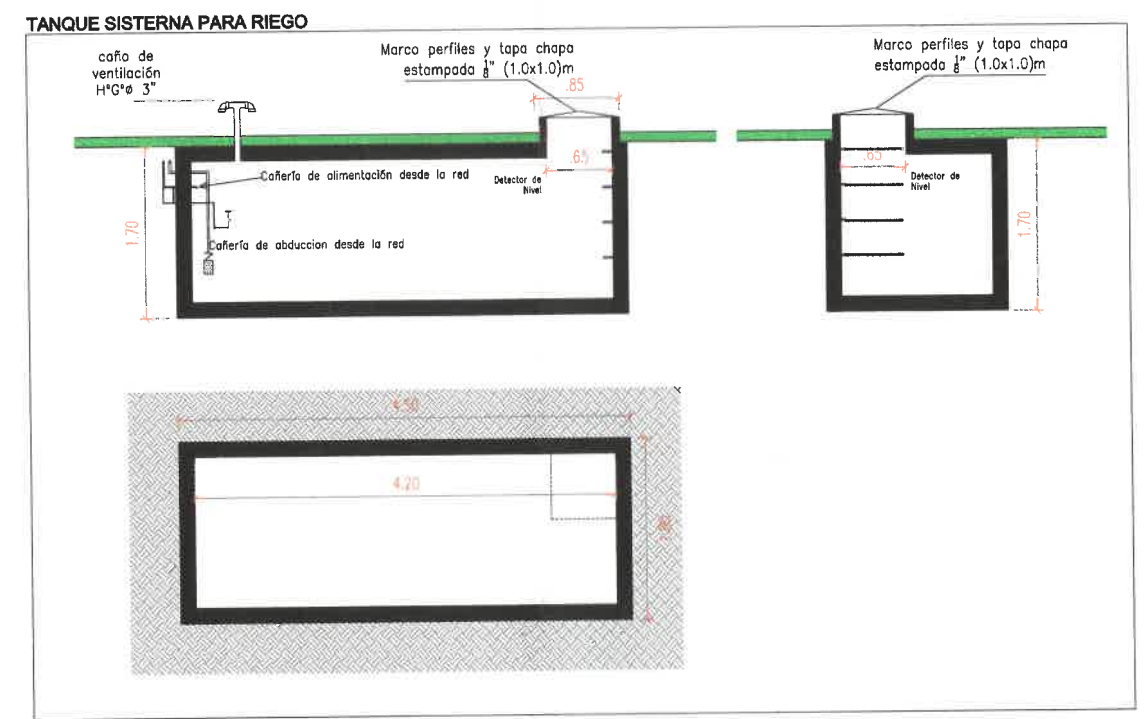 TANQUE SISTERNA PARA RIEGO
caño de
ventilación
HºGºø 3"
Marco perfiles y tapa chapa
estampada ⅛" (1.0x1.0)m
.85
.65
Detector de
Nivel
Cañería de alimentación desde la red
Cañería de abduccion desde la red
1.70
Marco perfiles y tapa chapa
estampada ⅛" (1.0x1.0)m
.65
Detector de
Nivel
1.70
4.50
4.20